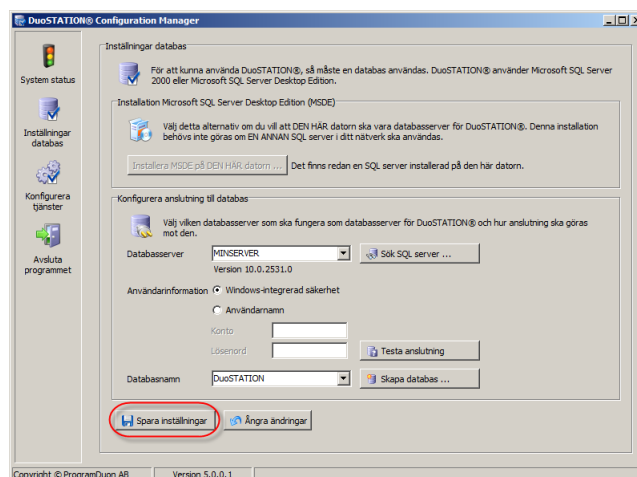 DuoSTATION® Configuration Manager
System status
Inställningar
databas
Konfigurera
tjänster
Avsluta
programmet
Inställningar databas
För att kunna använda DuoSTATION®, så måste en databas användas. DuoSTATION® använder Microsoft SQL Server
2000 eller Microsoft SQL Server Desktop Edition.
Installation Microsoft SQL Server Desktop Edition (MSDE)
Välj detta alternativ om du vill att DEN HÄR datorn ska vara databasserver för DuoSTATION®. Denna installation
behövs inte göras om EN ANNAN SQL server i ditt nätverk ska användas.
Installera MSDE på DEN HÄR datorn ... Det finns redan en SQL server installerad på den här datorn.
Konfigurera anslutning till databas
Välj vilken databasserver som ska fungera som databasserver för DuoSTATION® och hur anslutning ska göras
mot den.
Databasserver MINSERVER Sök SQL server ...
Version 10.0.2531.0
Användarinformation Windows-integrerad säkerhet
Användarnamn
Konto
Lösenord Testa anslutning
Databasnamn DuoSTATION Skapa databas ...
Spara inställningar Ångra ändringar
Copyright © ProgramDuon AB Version 5.0.0.1